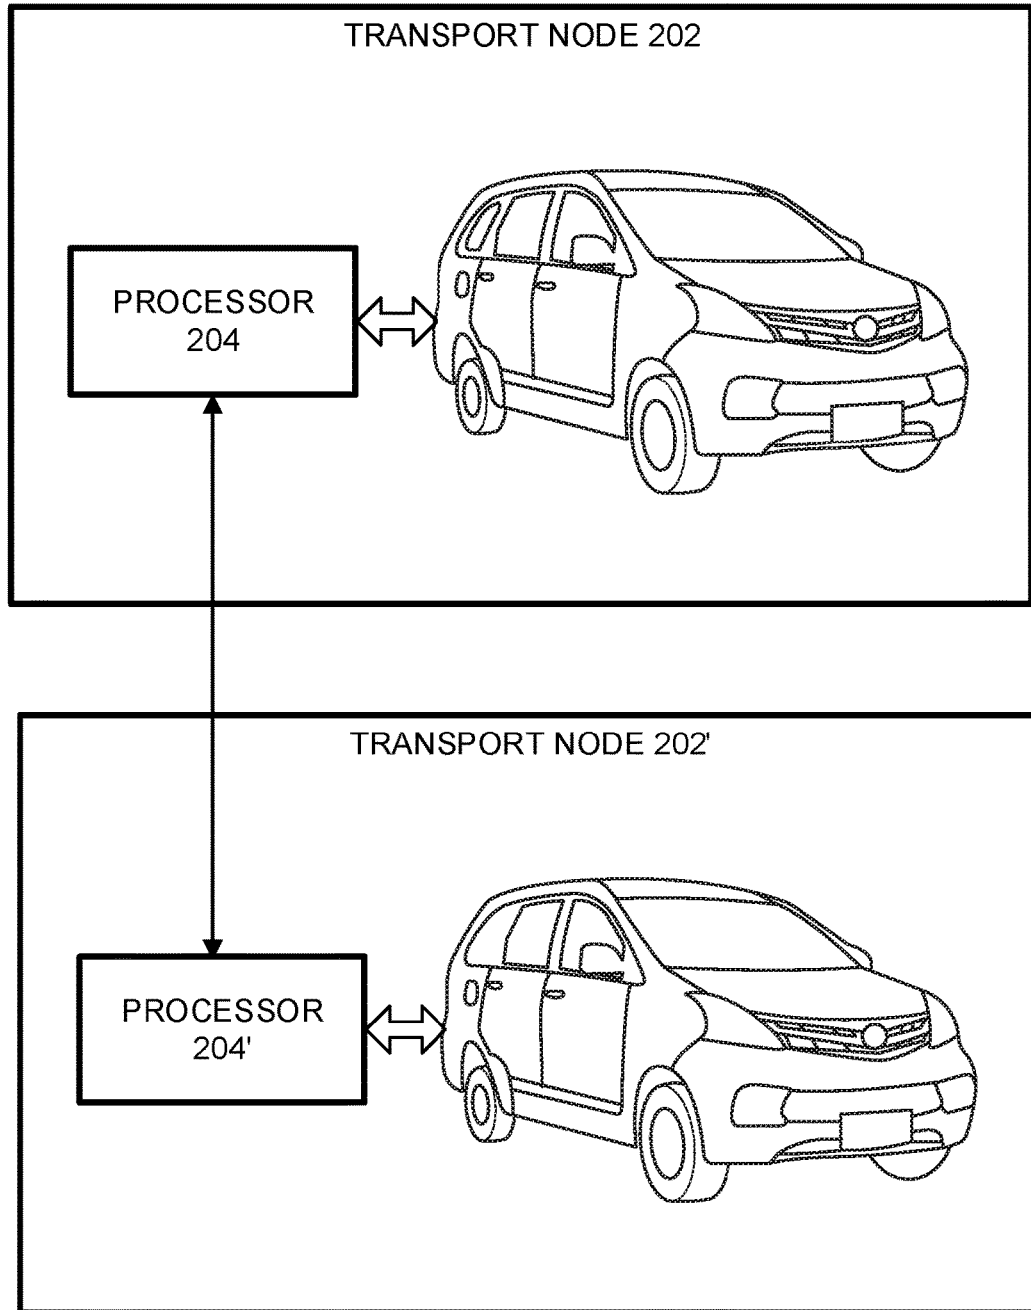 TRANSPORT NODE 202
PROCESSOR
204
TRANSPORT NODE 202'
PROCESSOR
204'